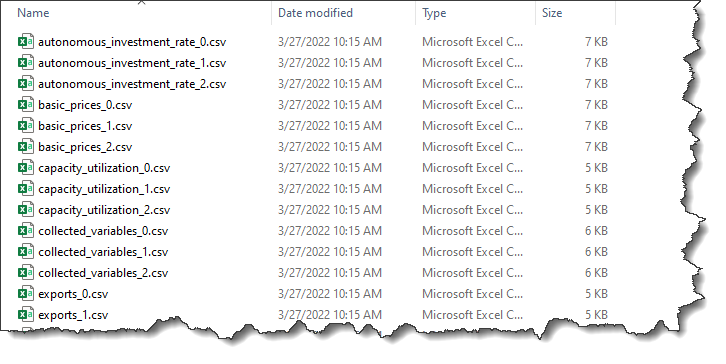 Name Date modified Type Size
autonomous_investment_rate_0.csv 3/27/2022 10:15 AM Microsoft Excel C... 7 KB
autonomous_investment_rate_1.csv 3/27/2022 10:15 AM Microsoft Excel C... 7 KB
autonomous_investment_rate_2.csv 3/27/2022 10:15 AM Microsoft Excel C... 7 KB
basic_prices_0.csv 3/27/2022 10:15 AM Microsoft Excel C... 7 KB
basic_prices_1.csv 3/27/2022 10:15 AM Microsoft Excel C... 7 KB
basic_prices_2.csv 3/27/2022 10:15 AM Microsoft Excel C... 7 KB
capacity_utilization_0.csv 3/27/2022 10:15 AM Microsoft Excel C... 5 KB
capacity_utilization_1.csv 3/27/2022 10:15 AM Microsoft Excel C... 5 KB
capacity_utilization_2.csv 3/27/2022 10:15 AM Microsoft Excel C... 5 KB
collected_variables_0.csv 3/27/2022 10:15 AM Microsoft Excel C... 6 KB
collected_variables_1.csv 3/27/2022 10:15 AM Microsoft Excel C... 6 KB
collected_variables_2.csv 3/27/2022 10:15 AM Microsoft Excel C... 6 KB
exports_0.csv 3/27/2022 10:15 AM Microsoft Excel C... 5 KB
exports_1.csv 3/27/2022 10:15 AM Microsoft Excel C... 5 KB